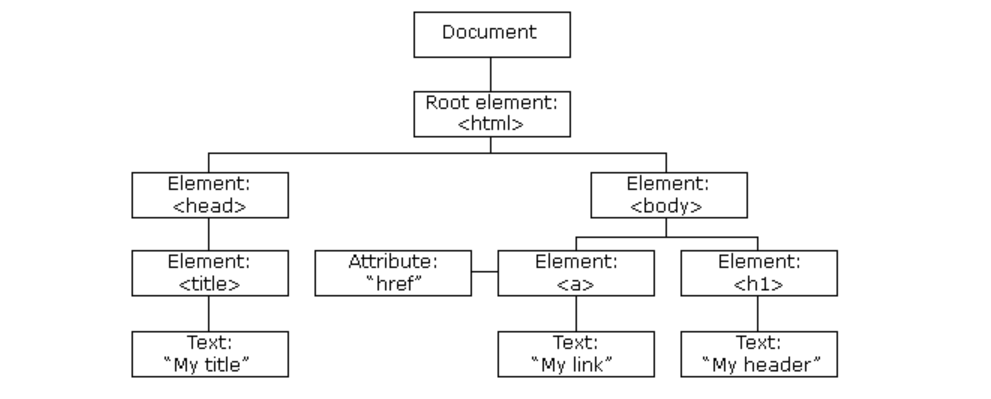 Document
Root element:
<html>
Element:
<head>
Element:
<body>
Element:
<title>
Attribute:
“href”
Element:
<a>
Element:
<h1>
Text:
“My title”
Text:
“My link”
Text:
“My header”